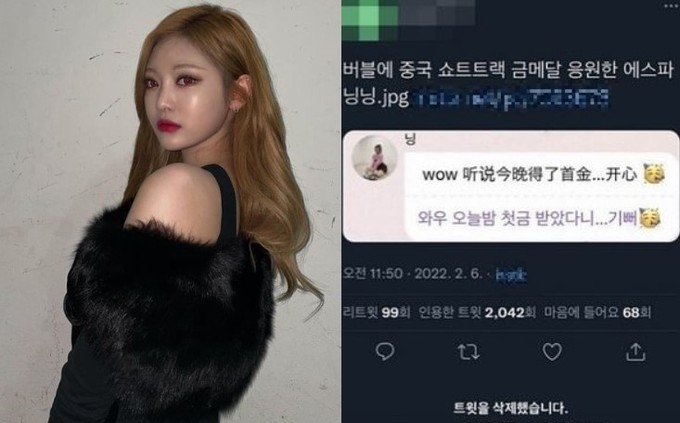 버블에 중국 쇼트트랙 금메달 응원한 에스파
닝닝.jpg
닝
wow 听说今晚得了首金...开心 🥳
와우 오늘밤 첫금 받았다니...기뻐🥳
오전 11:50 · 2022. 2. 6. ·
리트윗 99회 인용한 트윗 2,042회 마음에 들어요 68회
트윗을 삭제했습니다.